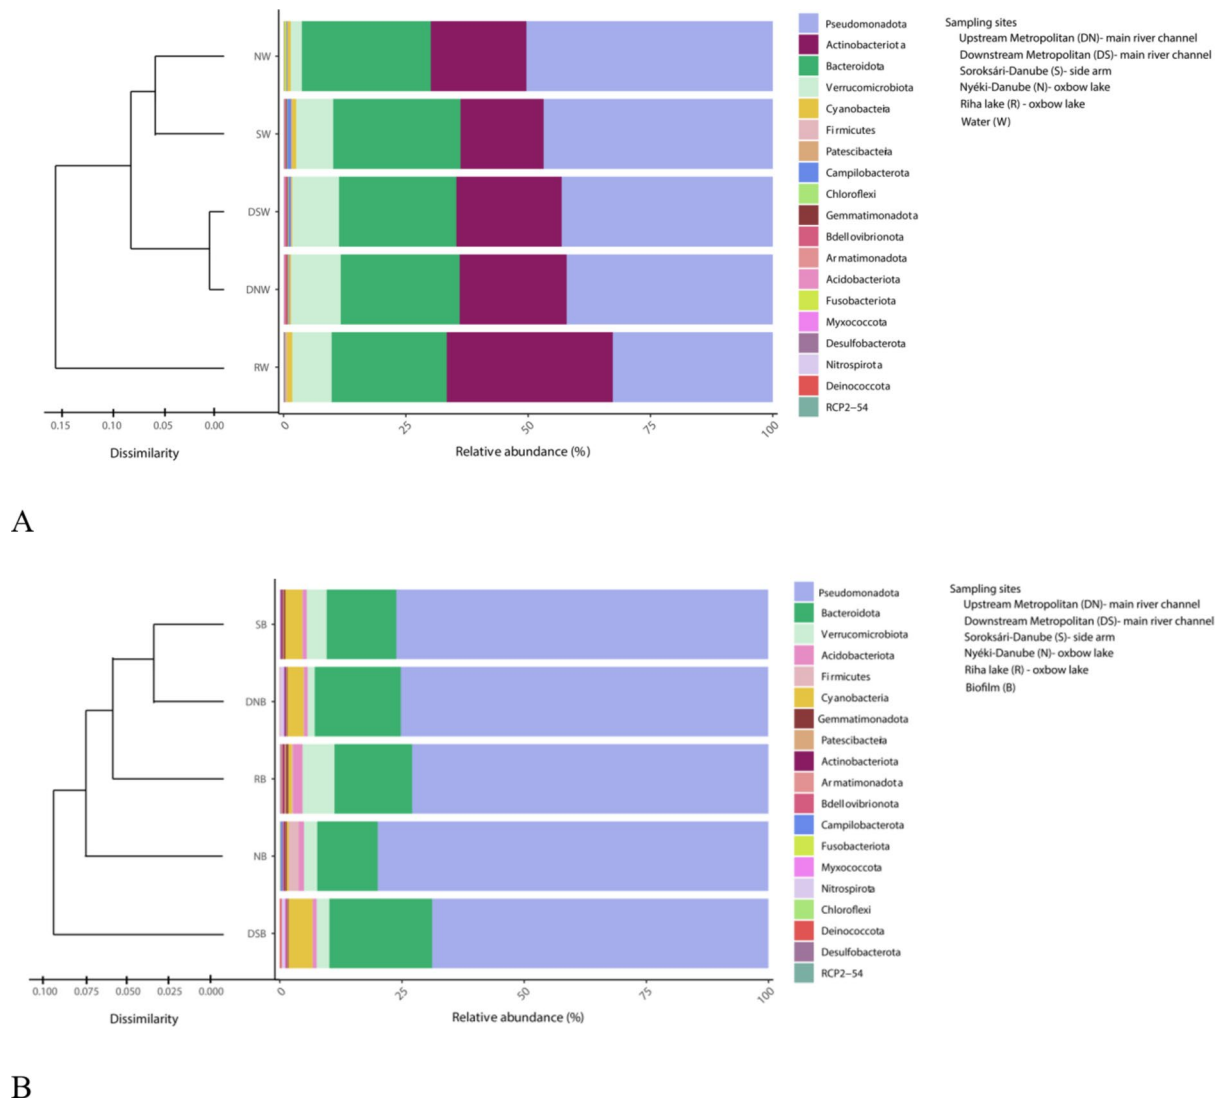 NW
SW
DSW
DNW
RW
0.15 0.10 0.05 0.00
Dissimilarity
0 25 50 75 100
Relative abundance (%)
Pseudomonadota
Actinobacteriota
Bacteroidota
Verrucomicrobiota
Cyanobacteia
Firmicutes
Patescibacteia
Campilobacterota
Chloroflexi
Gemmatimonadota
Bdellovibrionota
Armatimonadota
Acidobacteriota
Fusobacteriota
Myxococcota
Desulfobacterota
Nitrospirota
Deinococcota
RCP2-54
Sampling sites
Upstream Metropolitan (DN)- main river channel
Downstream Metropolitan (DS)- main river channel
Soroksári-Danube (S)- side arm
Nyéki-Danube (N)- oxbow lake
Riha lake (R) - oxbow lake
Water (W)
A
SB
DNB
RB
NB
DSB
0.100 0.075 0.050 0.025 0.000
Dissimilarity
0 25 50 75 100
Relative abundance (%)
Pseudomonadota
Bacteroidota
Verrucomicrobiota
Acidobacteriota
Firmicutes
Cyanobacteria
Gemmatimonadota
Patescibacteia
Actinobacteriota
Armatimonadota
Bdellovibrionota
Campilobacterota
Fusobacteriota
Myxococcota
Nitrospirota
Chloroflexi
Deinococcota
Desulfobacterota
RCP2-54
Sampling sites
Upstream Metropolitan (DN)- main river channel
Downstream Metropolitan (DS)- main river channel
Soroksári-Danube (S)- side arm
Nyéki-Danube (N)- oxbow lake
Riha lake (R) - oxbow lake
Biofilm (B)
B